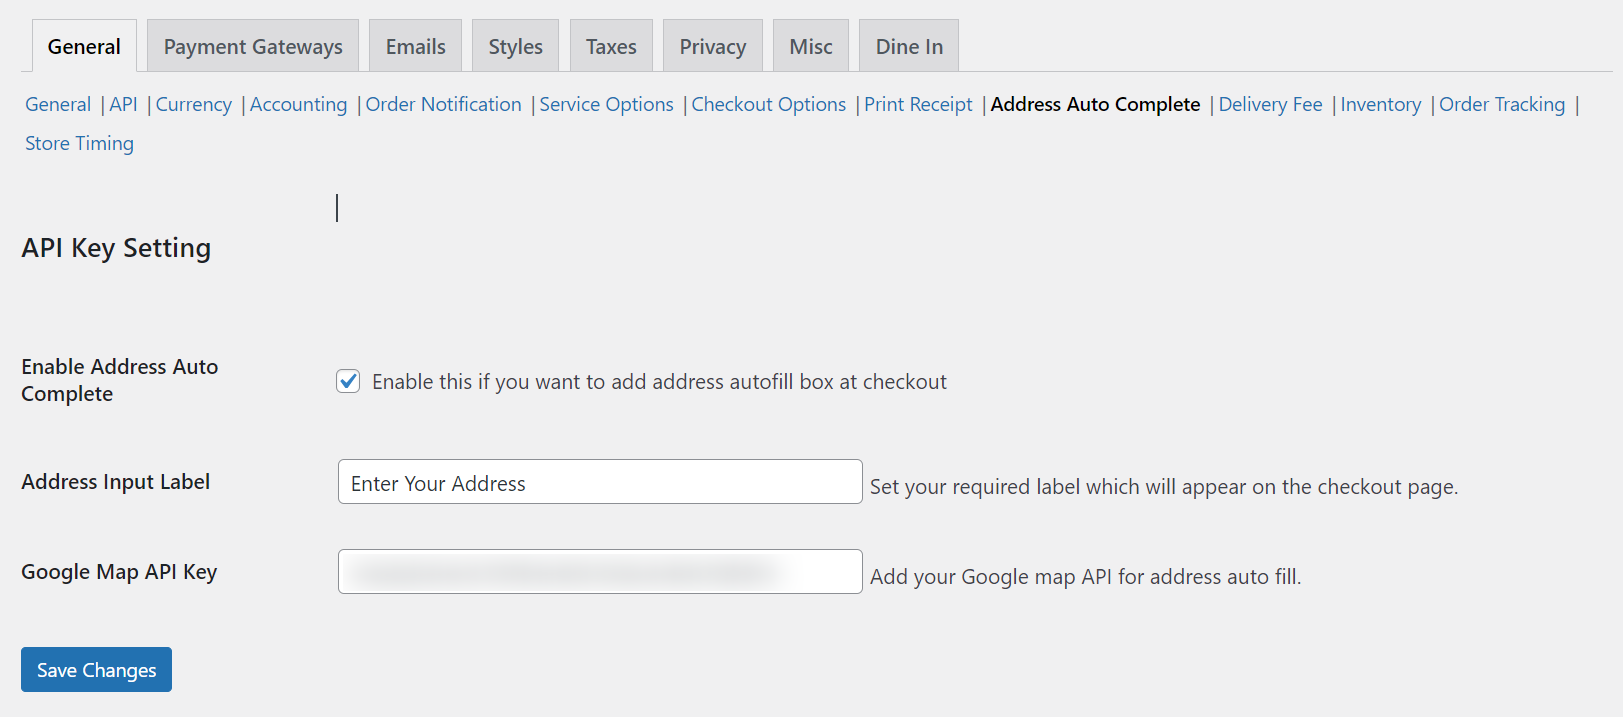 General Payment Gateways Emails Styles Taxes Privacy Misc Dine In
General | API | Currency | Accounting | Order Notification | Service Options | Checkout Options | Print Receipt | Address Auto Complete | Delivery Fee | Inventory | Order Tracking |
Store Timing
|
API Key Setting
Enable Address Auto
Complete
Enable this if you want to add address autofill box at checkout
Address Input Label
Enter Your Address
Set your required label which will appear on the checkout page.
Google Map API Key
Add your Google map API for address auto fill.
Save Changes